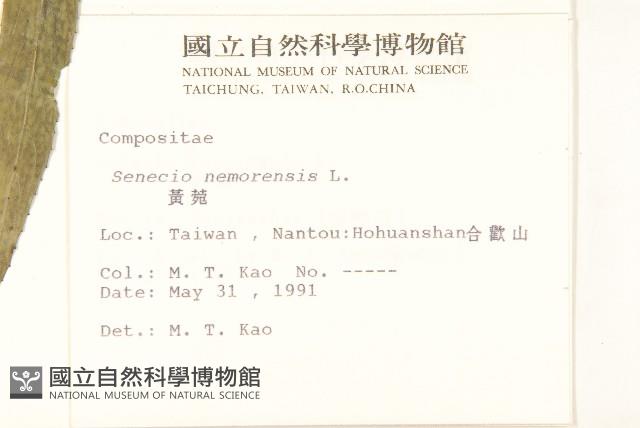 國立自然科學博物館
NATIONAL MUSEUM OF NATURAL SCIENCE
TAICHUNG, TAIWAN, R.O.CHINA
Compositae
Senecio nemorensis L.
黃菀
Loc.: Taiwan , Nantou:Hohuanshan合歡山
Col.: M. T. Kao No. -----
Date: May 31 , 1991
Det.: M. T. Kao
國立自然科學博物館
NATIONAL MUSEUM OF NATURAL SCIENCE